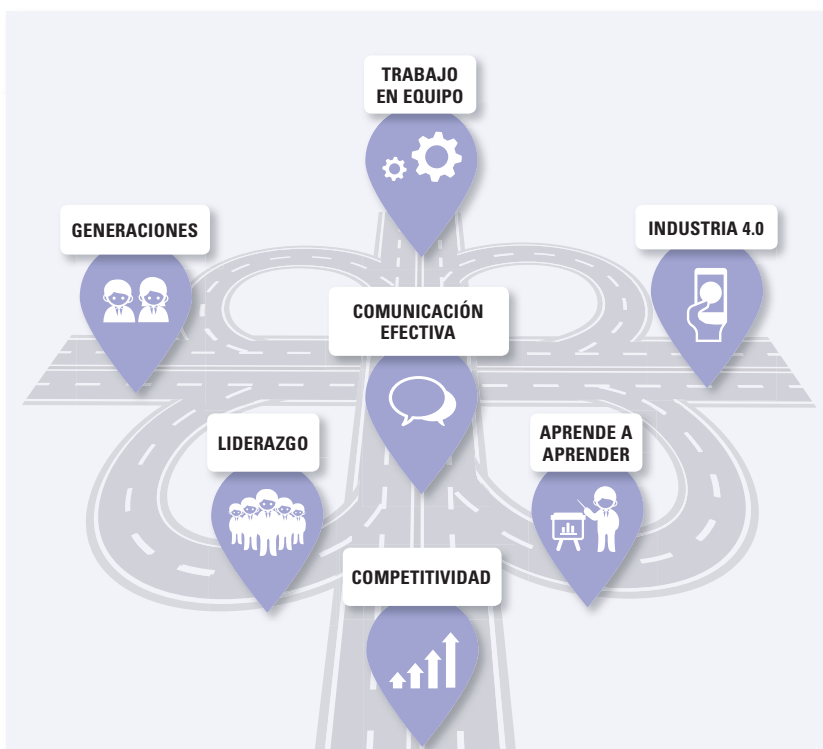 TRABAJO
EN EQUIPO
GENERACIONES
INDUSTRIA 4.0
COMUNICACIÓN
EFECTIVA
LIDERAZGO
APRENDE A
APRENDER
COMPETITIVIDAD